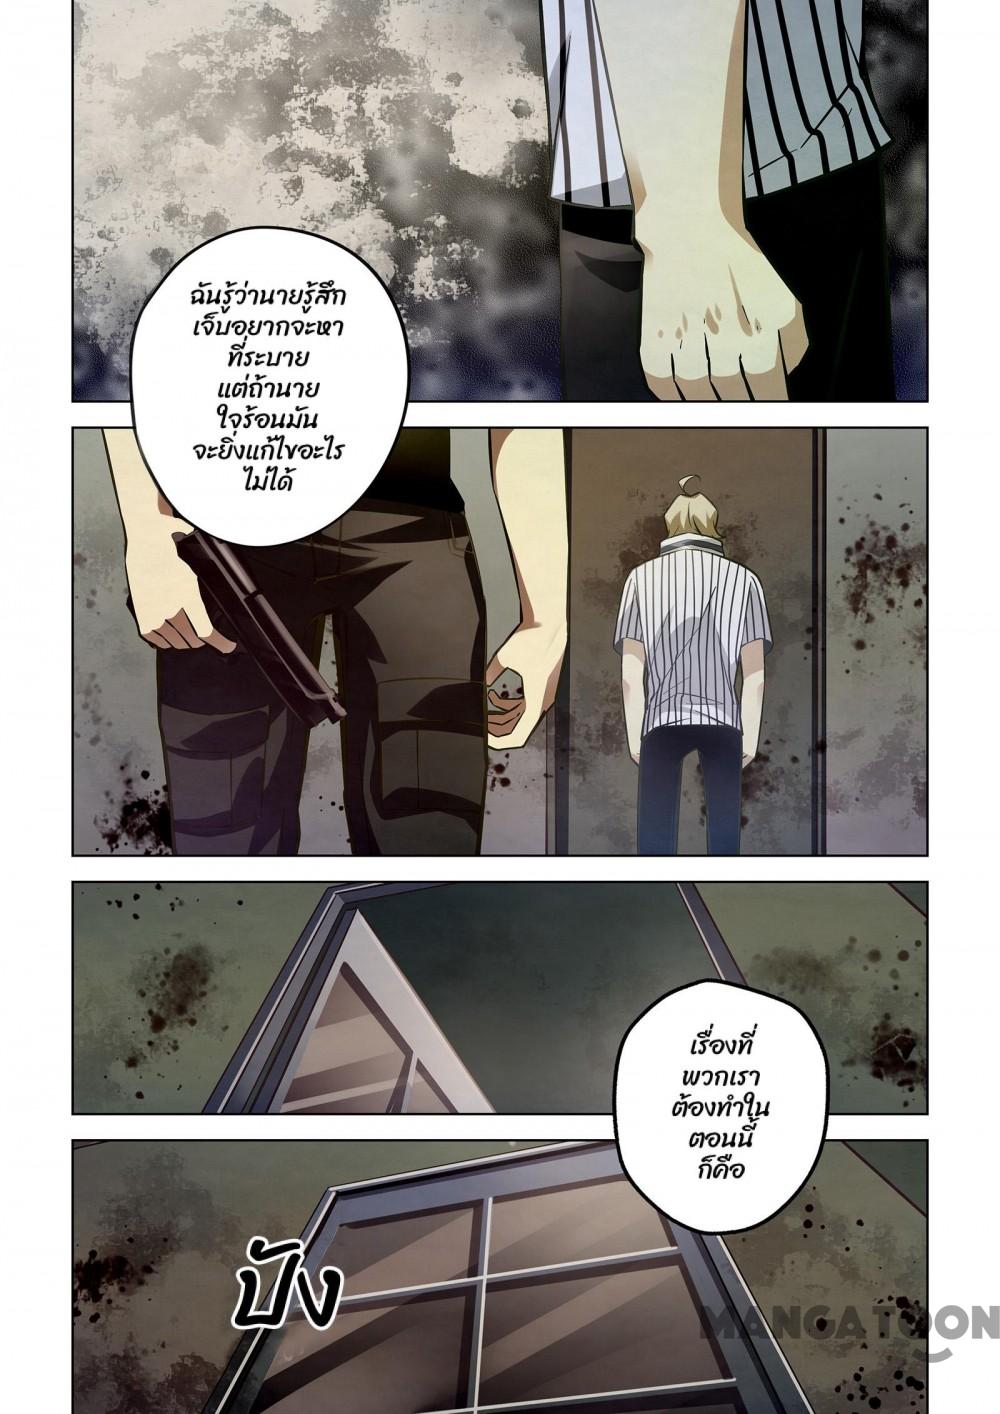 ฉันรู้ว่านายรู้สึก
เจ็บอยากจะหา
ที่ระบาย
แต่ถ้านาย
ใจร้อนมัน
จะยิ่งแก้ไขอะไร
ไม่ได้
เรื่องที่
พวกเรา
ต้องทำใน
ตอนนี้
ก็คือ
ปัง
MANGATOON